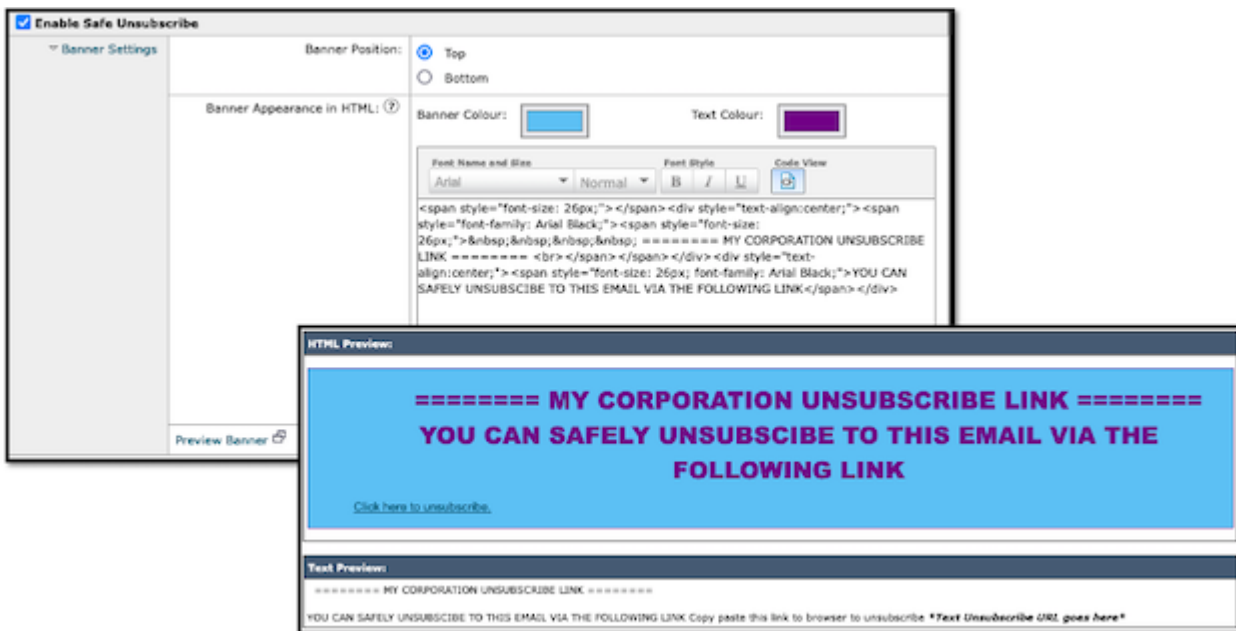 Enable Safe Unsubscribe
Banner Settings
Banner Position:
Top
Bottom
Banner Appearance in HTML: ?
Banner Colour:
Text Colour:
Font Name and Size
Font Style
Code View
Arial
Normal
B I U
<span style="font-size: 26px;"></span><div style="text-align:center;"><span
style="font-family: Arial Black;"><span style="font-size:
26px;">&nbsp;&nbsp;&nbsp;&nbsp; ======== MY CORPORATION UNSUBSCRIBE
LINK ======== <br></span></span></div><div style="text-
align:center;"><span style="font-size: 26px; font-family: Arial Black;">YOU CAN
SAFELY UNSUBSCIBE TO THIS EMAIL VIA THE FOLLOWING LINK</span></div>
Preview Banner
HTML Preview:
======== MY CORPORATION UNSUBSCRIBE LINK ========
YOU CAN SAFELY UNSUBSCIBE TO THIS EMAIL VIA THE
FOLLOWING LINK
Click here to unsubscribe.
Text Preview:
======== MY CORPORATION UNSUBSCRIBE LINK ========
YOU CAN SAFELY UNSUBSCIBE TO THIS EMAIL VIA THE FOLLOWING LINK Copy paste this link to browser to unsubscribe *Text Unsubscribe URL goes here*